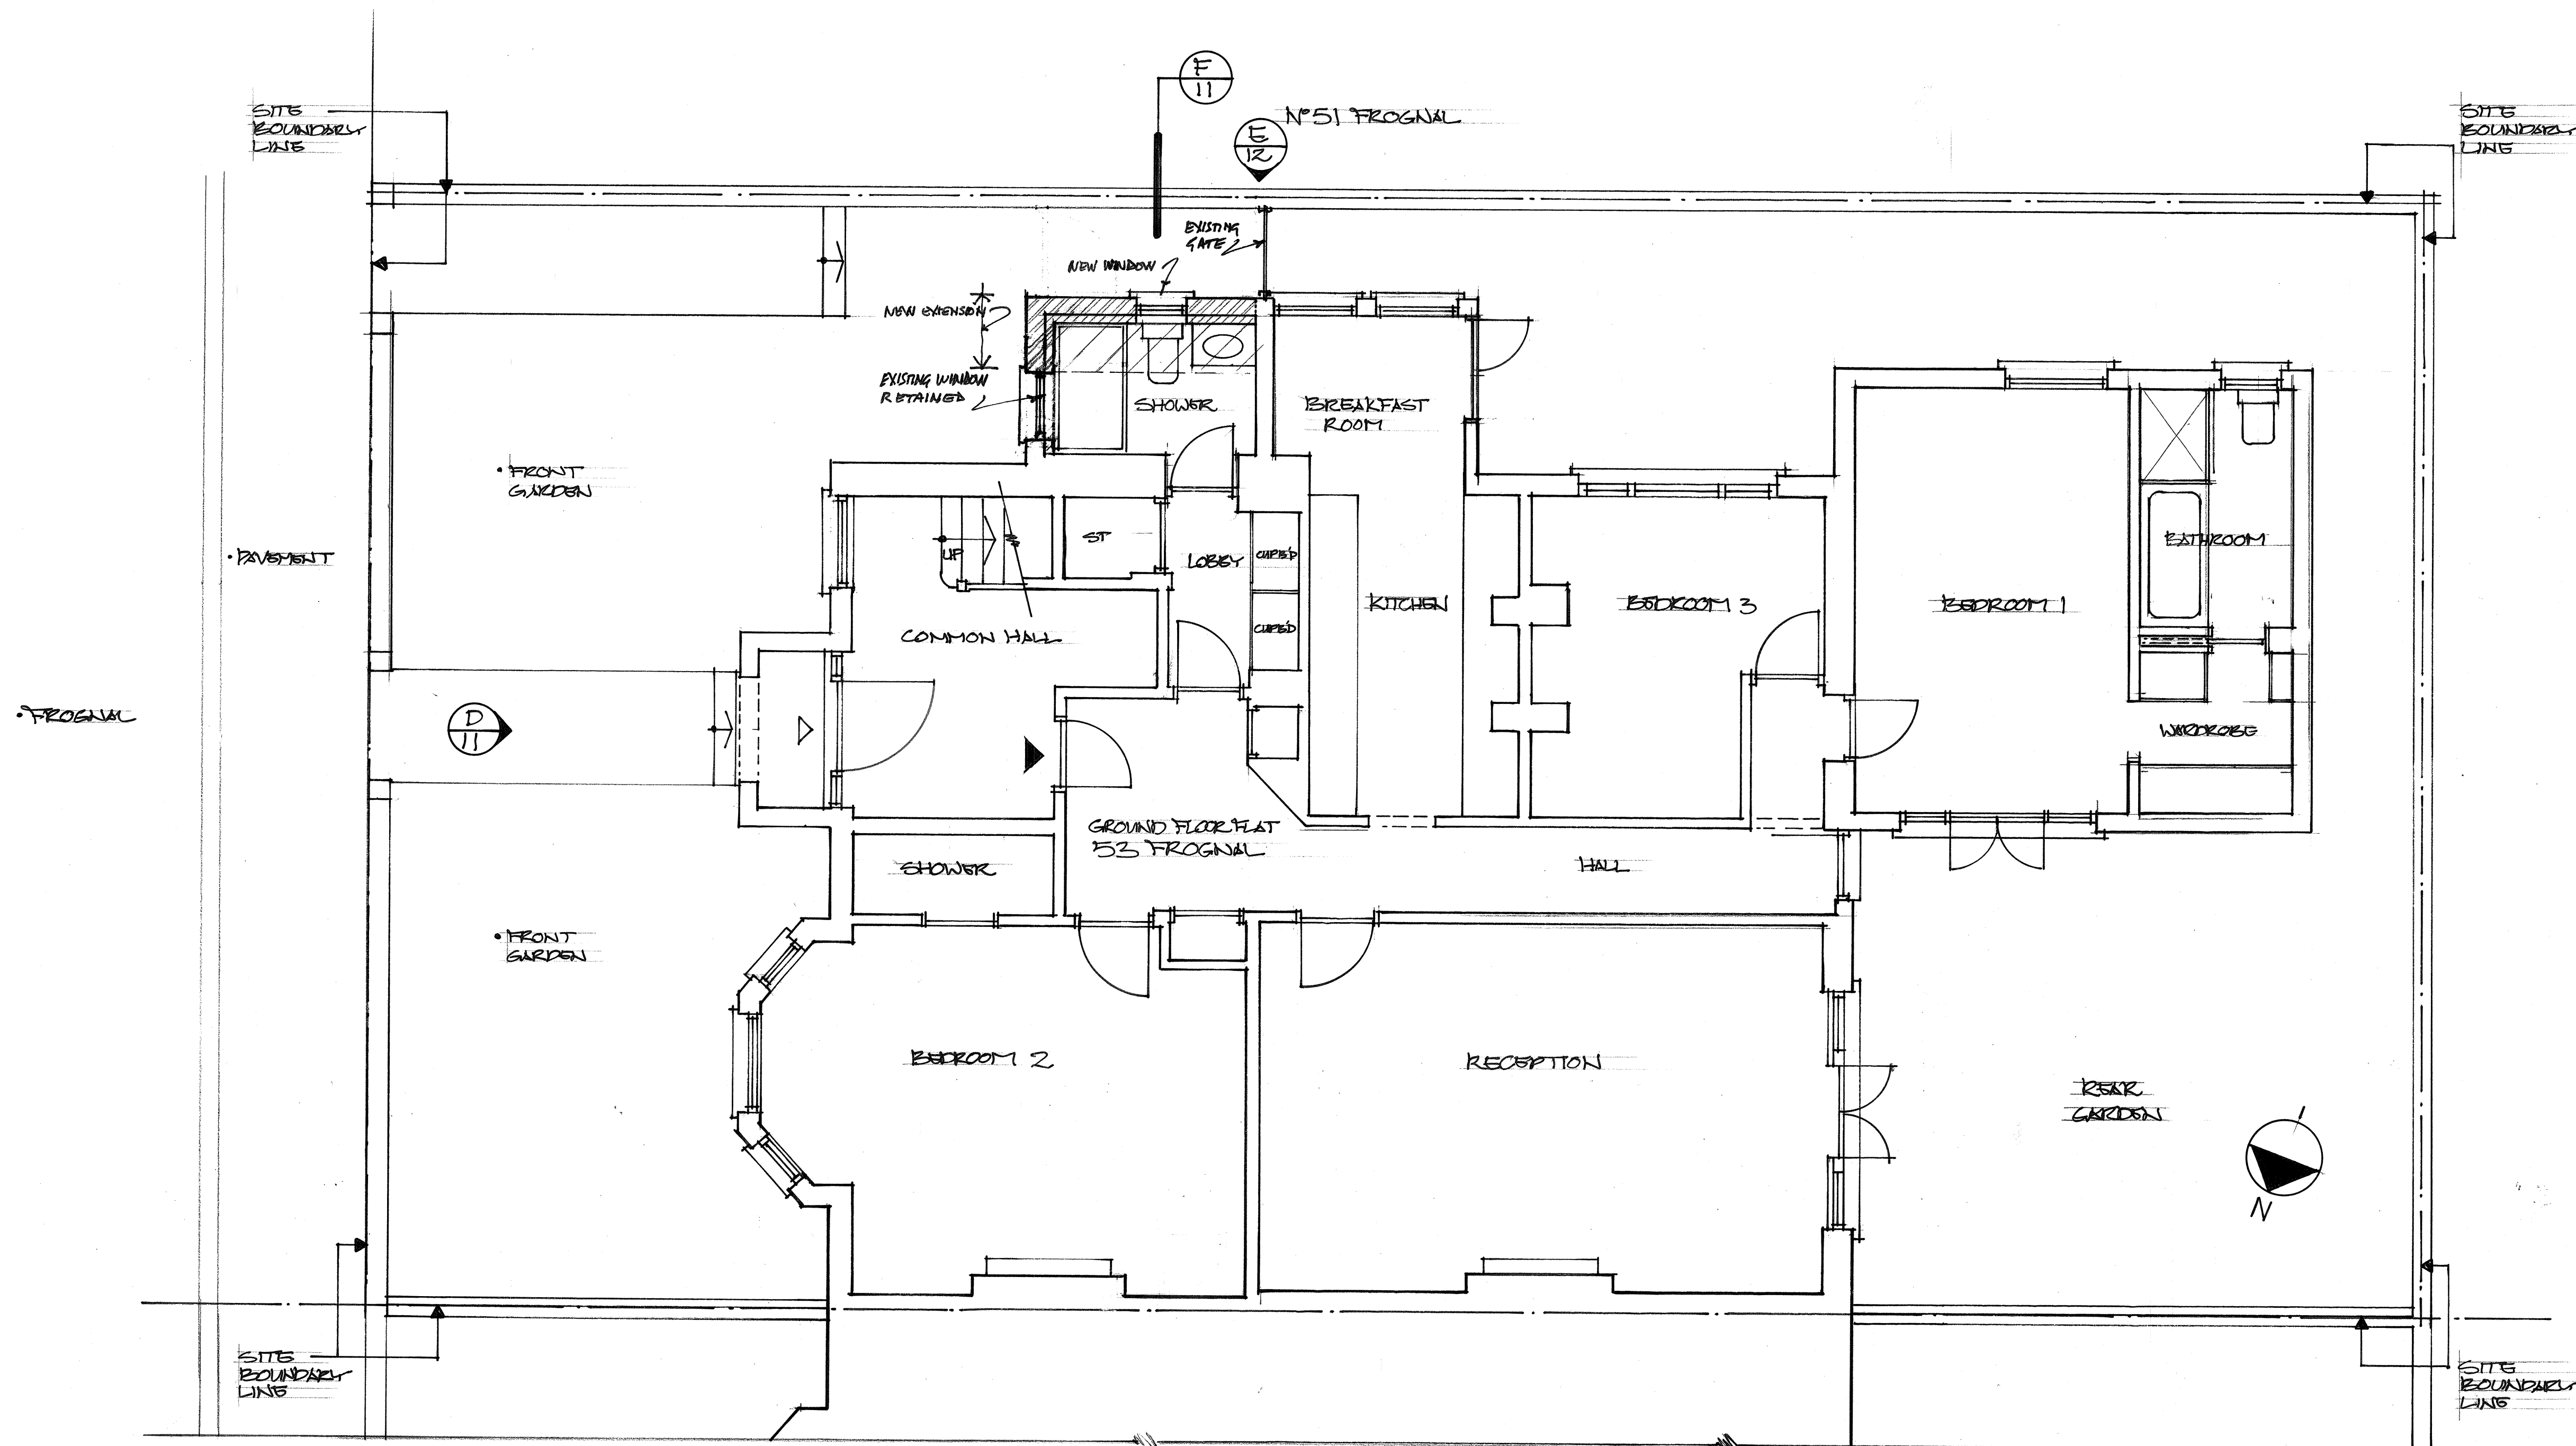 F
11
N°51 FROGNAL
E
12
SITE
BOUNDARY
LINE
SITE
BOUNDARY
LINE
EXISTING
GATE
NEW WINDOW
NEW EXTENSION
EXISTING WINDOW
RETAINED
SHOWER
BREAKFAST
ROOM
• FRONT
GARDEN
• PAVEMENT
UP
ST
LOBBY
CUPB'D
CUPB'D
KITCHEN
BEDROOM 3
BEDROOM 1
BATHROOM
COMMON HALL
• FROGNAL
D
11
WARDROBE
GROUND FLOOR FLAT
53 FROGNAL
HALL
SHOWER
• FRONT
GARDEN
BEDROOM 2
RECEPTION
REAR
GARDEN
N
SITE
BOUNDARY
LINE
SITE
BOUNDARY
LINE